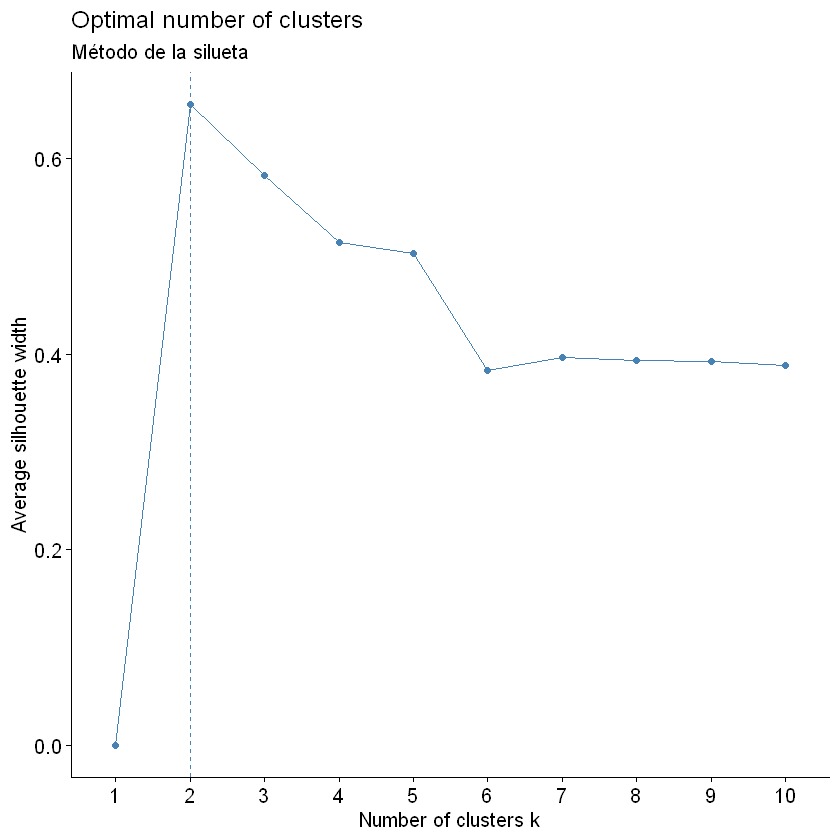 Optimal number of clusters
Método de la silueta
Average silhouette width
0.6
0.4
0.2
0.0
1 2 3 4 5 6 7 8 9 10
Number of clusters k